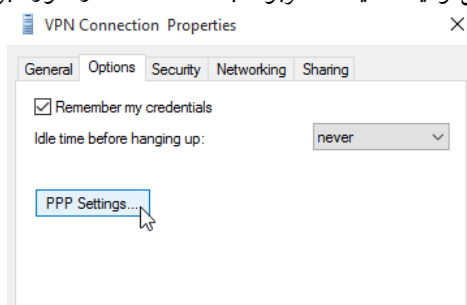 VPN Connection Properties
General Options Security Networking Sharing
Remember my credentials
Idle time before hanging up: never
PPP Settings...